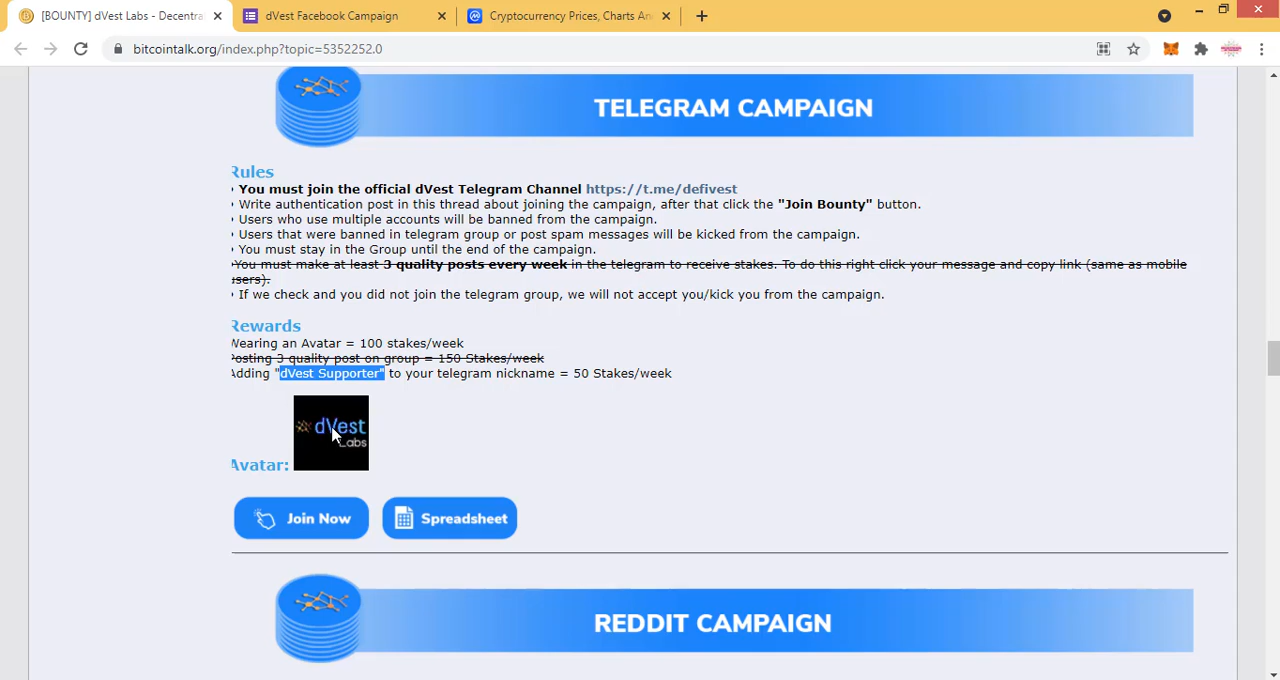 [BOUNTY] dVest Labs - Decentra
dVest Facebook Campaign
Cryptocurrency Prices, Charts An
bitcointalk.org/index.php?topic=5352252.0
TELEGRAM CAMPAIGN
Rules
• You must join the official dVest Telegram Channel https://t.me/defivest
• Write authentication post in this thread about joining the campaign, after that click the "Join Bounty" button.
• Users who use multiple accounts will be banned from the campaign.
• Users that were banned in telegram group or post spam messages will be kicked from the campaign.
• You must stay in the Group until the end of the campaign.
•You must make at least 3 quality posts every week in the telegram to receive stakes. To do this right click your message and copy link (same as mobile
users).
• If we check and you did not join the telegram group, we will not accept you/kick you from the campaign.
Rewards
Wearing an Avatar = 100 stakes/week
Posting 3 quality post on group = 150 Stakes/week
Adding "dVest Supporter" to your telegram nickname = 50 Stakes/week
dVest
Labs
Avatar:
Join Now
Spreadsheet
REDDIT CAMPAIGN